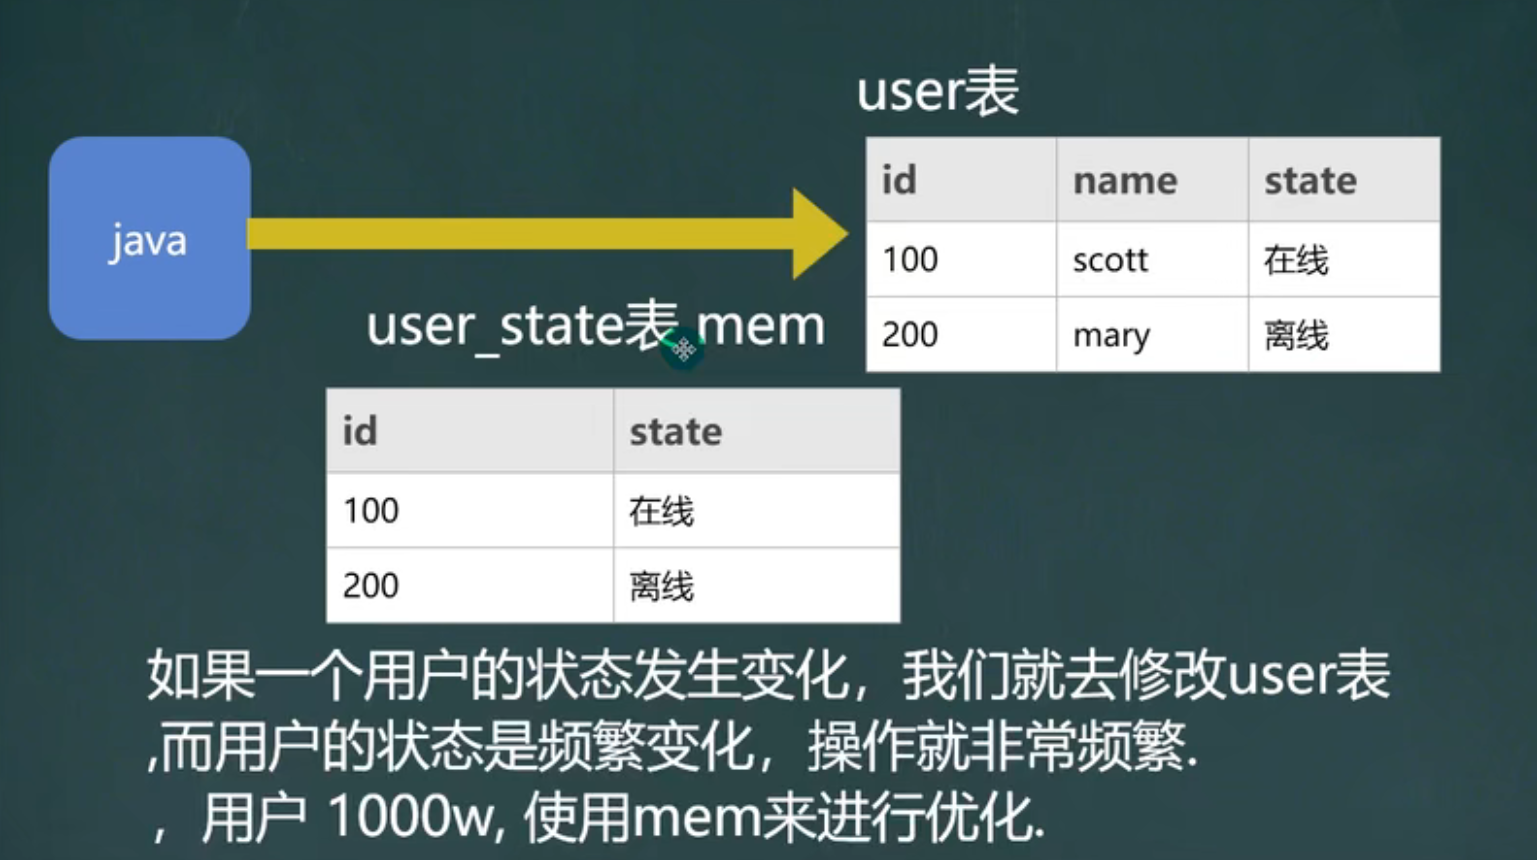 user表
id name state
100 scott 在线
200 mary 离线
java
user_state表 mem
id state
100 在线
200 离线
如果一个用户的状态发生变化，我们就去修改user表
,而用户的状态是频繁变化，操作就非常频繁.
，用户 1000w, 使用mem来进行优化.